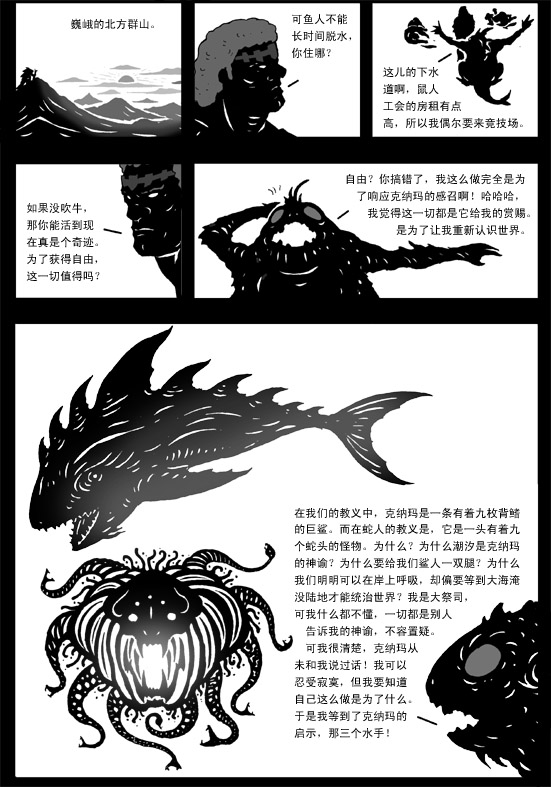 巍峨的北方群山。
可鱼人不能
长时间脱水，
你住哪？
这儿的下水
道啊，鼠人
工会的房租有点
高，所以我偶尔要来竞技场。
如果没吹牛，
那你能活到现
在真是个奇迹。
为了获得自由，
这一切值得吗？
自由？你搞错了，我这么做完全是为
了响应克纳玛的感召啊！哈哈哈，
我觉得这一切都是它给我的赏赐。
是为了让我重新认识世界。
在我们的教义中，克纳玛是一条有着九枚背鳍
的巨鲨。而在蛇人的教义是，它是一头有着九
个蛇头的怪物。为什么？为什么潮汐是克纳玛
的神谕？为什么要给我们鲨人一双腿？为什么
我们明明可以在岸上呼吸，却偏要等到大海淹
没陆地才能统治世界？我是大祭司，
可我什么都不懂，一切都是别人
告诉我的神谕，不容置疑。
可我很清楚，克纳玛从
未和我说过话！我可以
忍受寂寞，但我要知道
自己这么做是为了什么。
于是我等到了克纳玛的
启示，那三个水手！